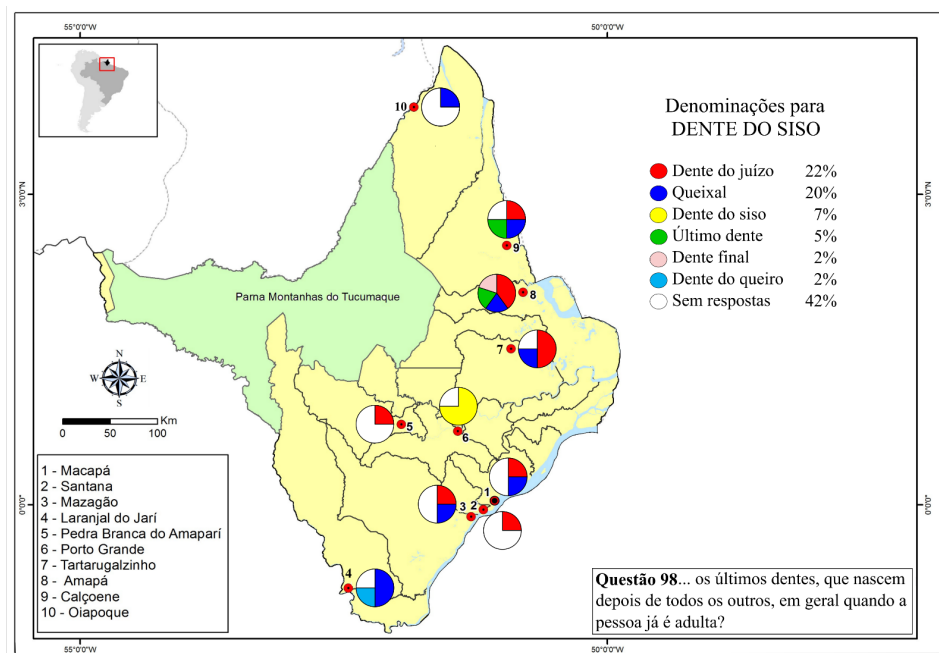 55°0'0"W
50°0'0"W
Denominações para
DENTE DO SISO
Dente do juízo 22%
Queixal 20%
Dente do siso 7%
Último dente 5%
Dente final 2%
Dente do queiro 2%
Sem respostas 42%
3°0'0"N
3°0'0"N
10
9
8
Parna Montanhas do Tucumaque
7
N
W E
S
Km
0 50 100
5
6
1
2
3
4
0°0'0"
0°0'0"
1 - Macapá
2 - Santana
3 - Mazagão
4 - Laranjal do Jarí
5 - Pedra Branca do Amaparí
6 - Porto Grande
7 - Tartarugalzinho
8 - Amapá
9 - Calçoene
10 - Oiapoque
Questão 98... os últimos dentes, que nascem
depois de todos os outros, em geral quando a
pessoa já é adulta?
55°0'0"W
50°0'0"W